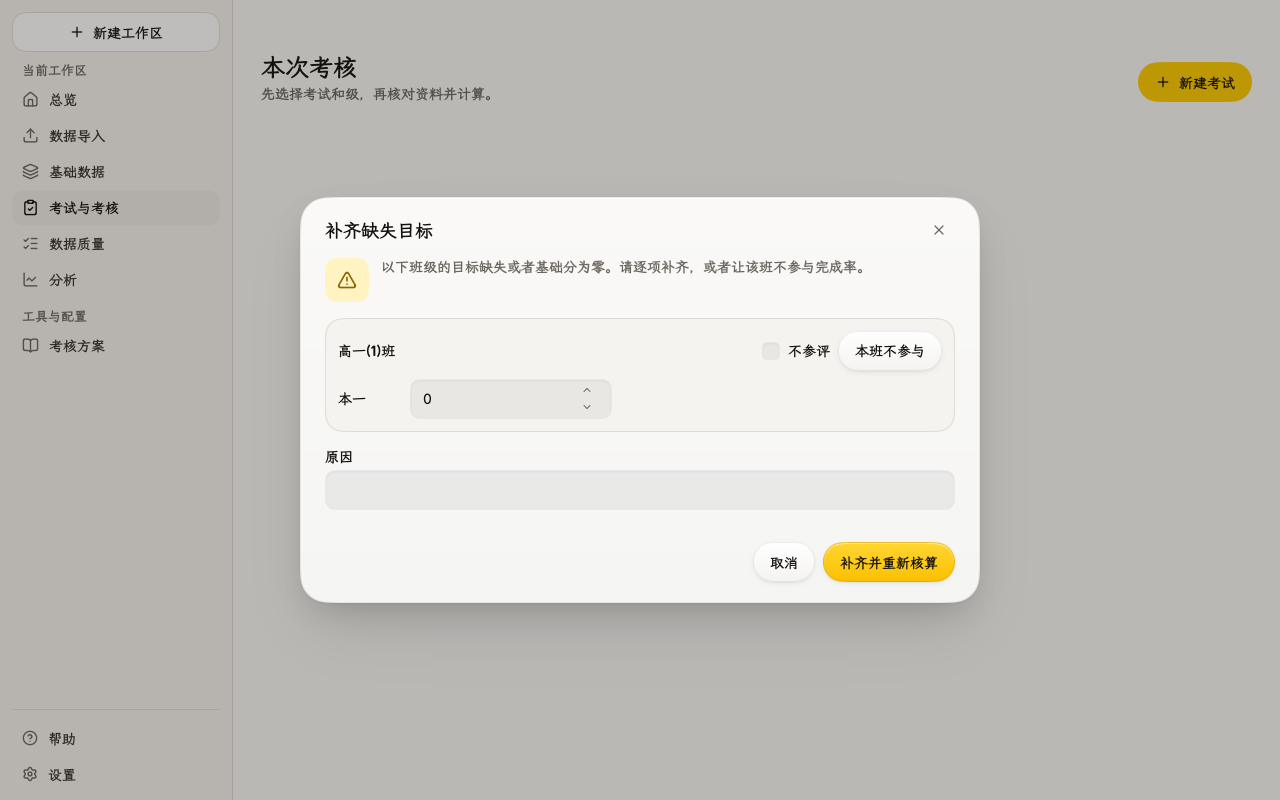 新建工作区
当前工作区
总览
数据导入
基础数据
考试与考核
数据质量
分析
工具与配置
考核方案
帮助
设置
本次考核
先选择考试和级，再核对资料并计算。
新建考试
补齐缺失目标
以下班级的目标缺失或者基础分为零。请逐项补齐，或者让该班不参与完成率。
高一(1)班
不参评
本班不参与
本一
0
原因
取消
补齐并重新核算